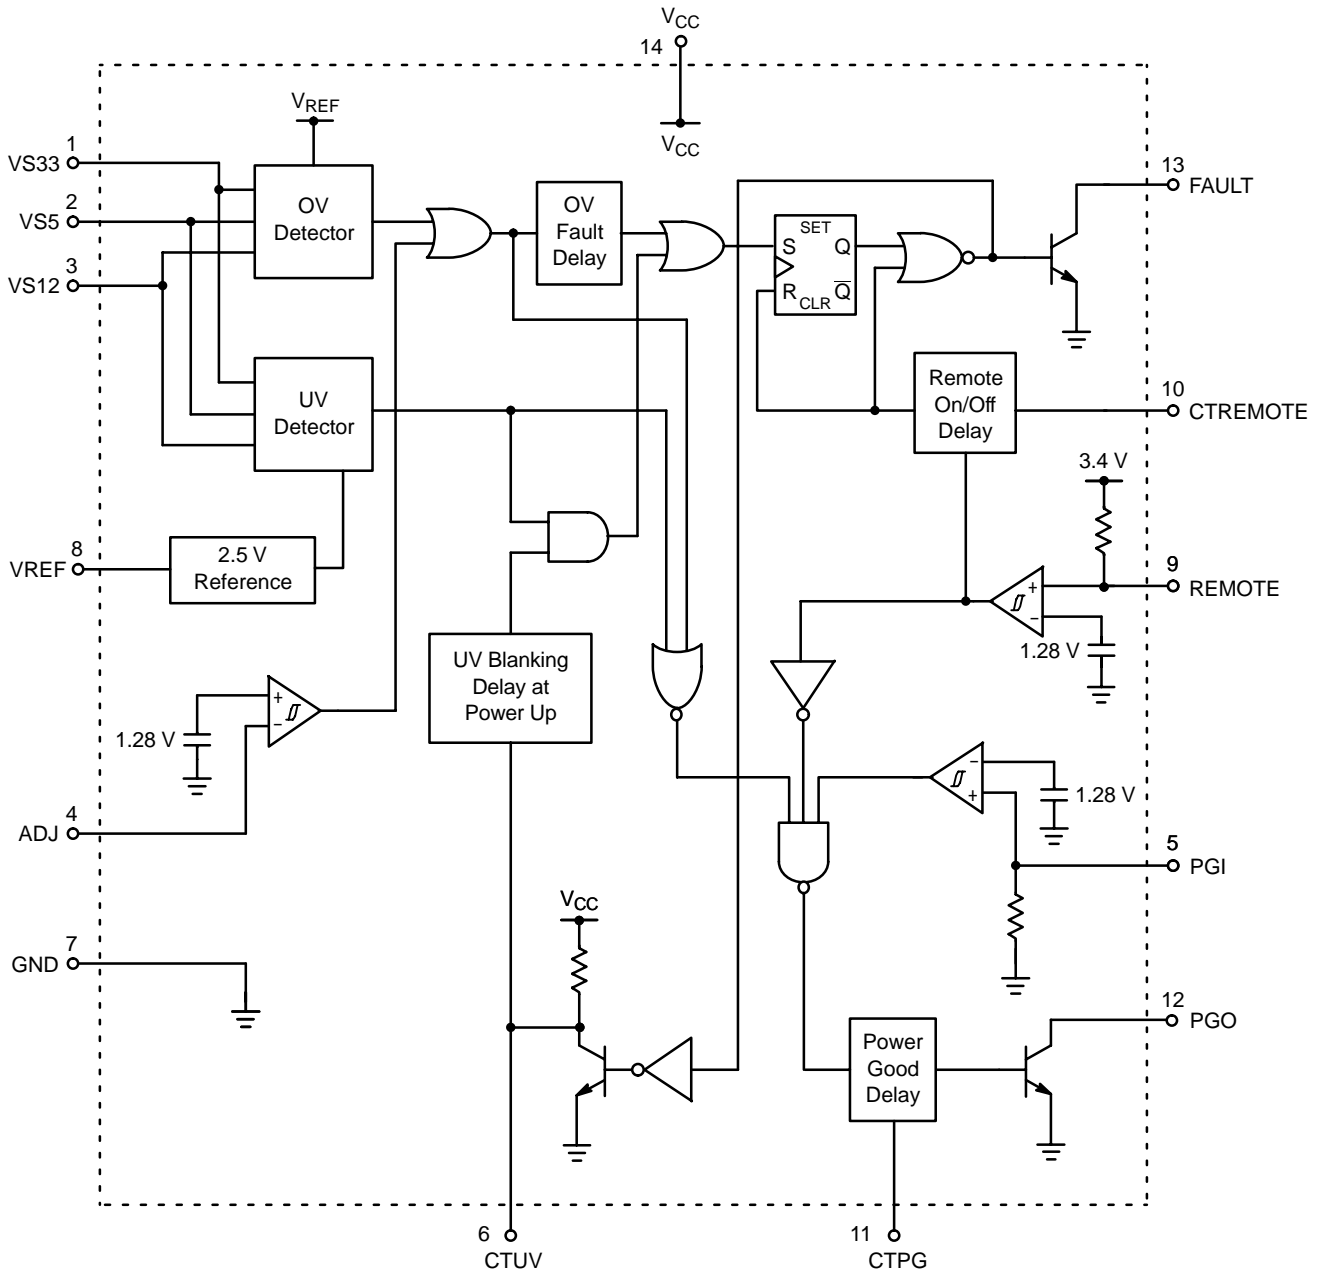 VCC
14
VCC
VREF
1
VS33
2
VS5
3
VS12
OV
Detector
OV
Fault
Delay
SET
S
Q
R
CLR
Q̅
13
FAULT
UV
Detector
Remote
On/Off
Delay
10
CTREMOTE
3.4 V
8
VREF
2.5 V
Reference
9
REMOTE
+
−
1.28 V
UV Blanking
Delay at
Power Up
+
−
1.28 V
−
+
1.28 V
4
ADJ
5
PGI
VCC
7
GND
12
PGO
Power
Good
Delay
6
CTUV
11
CTPG